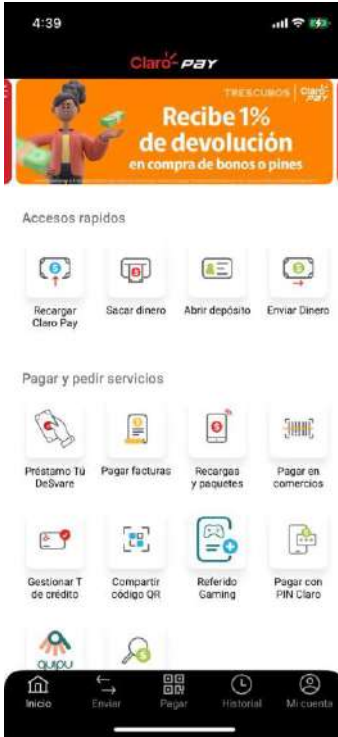 4:39
Claro pay
TRESCUBOS | Claro pay
Recibe 1%
de devolución
en compra de bonos o pines
Accesos rapidos
Recargar
Claro Pay
Sacar dinero
Abrir depósito
Enviar Dinero
Pagar y pedir servicios
Préstamo Tú
DeSvare
Pagar facturas
Recargas
y paquetes
Pagar en
comercios
Gestionar T
de crédito
Compartir
código QR
Referido
Gaming
Pagar con
PIN Claro
quipu
Inicio
Enviar
Pagar
Historial
Mi cuenta